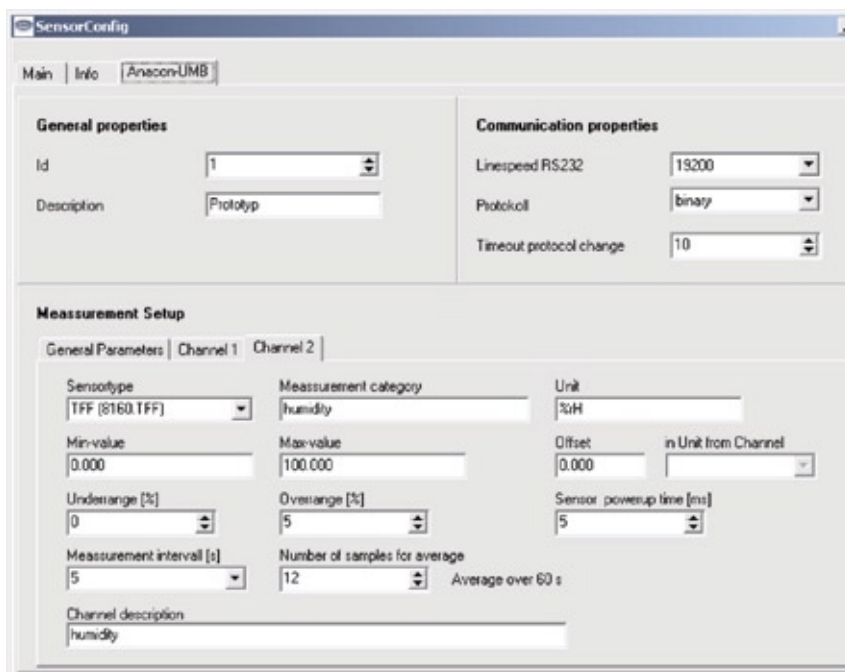 SensorConfig
Main Info Anacon-UMB
General properties
Id 1
Description Prototyp
Communication properties
Linespeed RS232 19200
Protokoll binary
Timeout protocol change 10
Meassurement Setup
General Parameters Channel 1 Channel 2
Sensortype Meassurement category Unit
TFF (8160.TFF) humidity %rH
Min-value Max-value Offset in Unit from Channel
0.000 100.000 0.000
Underrange [%] Overrange [%] Sensor powerup time [ms]
0 5 5
Meassurement intervall [s] Number of samples for average
5 12 Average over 60 s
Channel description
humidity